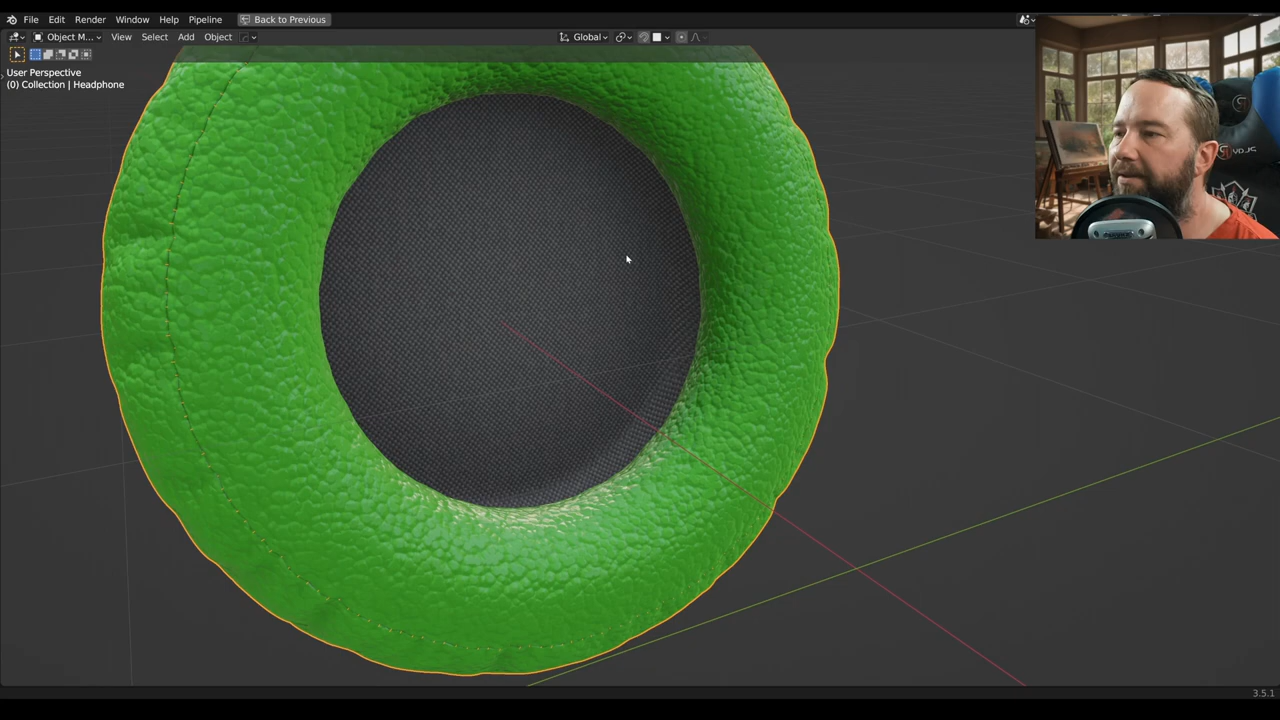 File Edit Render Window Help Pipeline Back to Previous
Object M... View Select Add Object Global
User Perspective
(0) Collection | Headphone
3.5.1